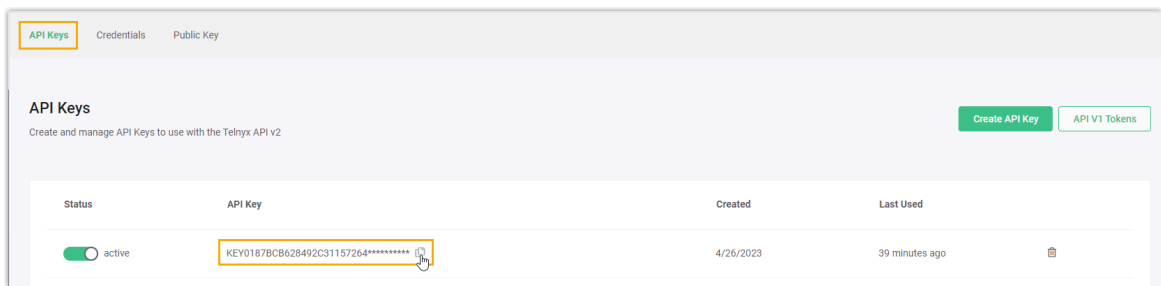 API Keys Credentials Public Key
API Keys
Create and manage API Keys to use with the Telnyx API v2
Create API Key API V1 Tokens
Status API Key Created Last Used
active KEY0187BCB628492C31157264********** 4/26/2023 39 minutes ago